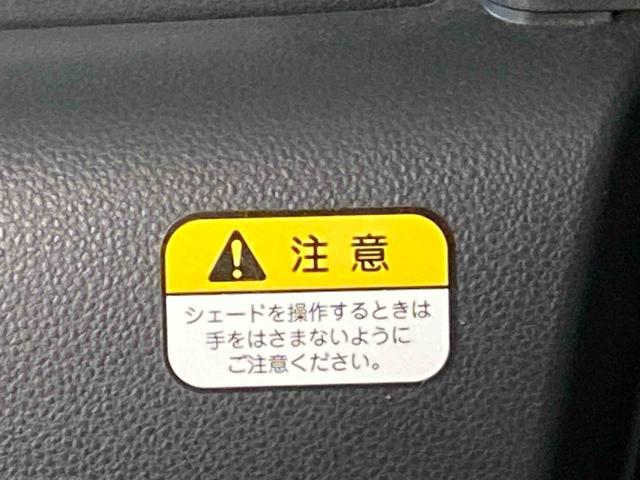 注意
シェードを操作するときは
手をはさまないように
ご注意ください。